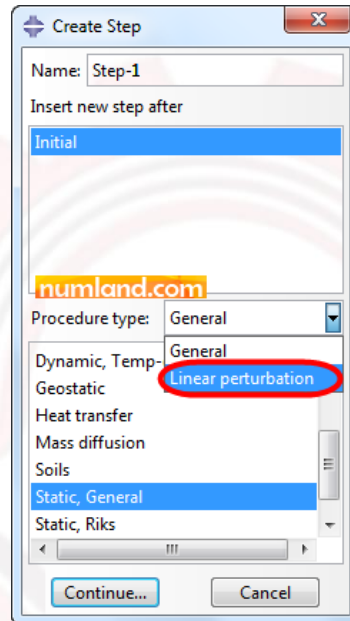 Create Step
Name: Step-1
Insert new step after
Initial
numland.com
Procedure type: General
General
Linear perturbation
Dynamic, Temp-
Geostatic
Heat transfer
Mass diffusion
Soils
Static, General
Static, Riks
Continue...
Cancel